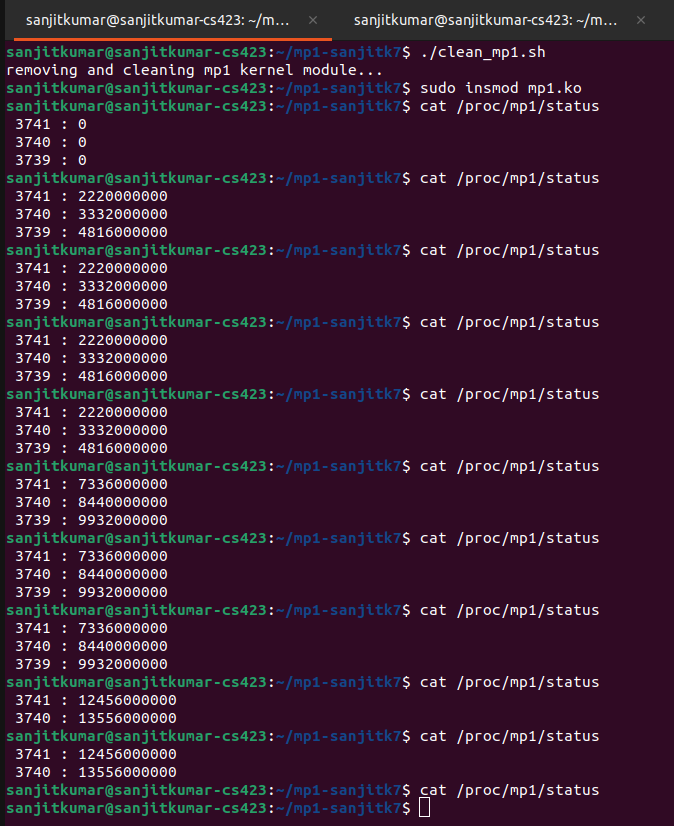 sanjitkumar@sanjitkumar-cs423: ~/m... × sanjitkumar@sanjitkumar-cs423: ~/m... ×
sanjitkumar@sanjitkumar-cs423:~/mp1-sanjitk7$ ./clean_mp1.sh
removing and cleaning mp1 kernel module...
sanjitkumar@sanjitkumar-cs423:~/mp1-sanjitk7$ sudo insmod mp1.ko
sanjitkumar@sanjitkumar-cs423:~/mp1-sanjitk7$ cat /proc/mp1/status
3741 : 0
3740 : 0
3739 : 0
sanjitkumar@sanjitkumar-cs423:~/mp1-sanjitk7$ cat /proc/mp1/status
3741 : 2220000000
3740 : 3332000000
3739 : 4816000000
sanjitkumar@sanjitkumar-cs423:~/mp1-sanjitk7$ cat /proc/mp1/status
3741 : 2220000000
3740 : 3332000000
3739 : 4816000000
sanjitkumar@sanjitkumar-cs423:~/mp1-sanjitk7$ cat /proc/mp1/status
3741 : 2220000000
3740 : 3332000000
3739 : 4816000000
sanjitkumar@sanjitkumar-cs423:~/mp1-sanjitk7$ cat /proc/mp1/status
3741 : 2220000000
3740 : 3332000000
3739 : 4816000000
sanjitkumar@sanjitkumar-cs423:~/mp1-sanjitk7$ cat /proc/mp1/status
3741 : 7336000000
3740 : 8440000000
3739 : 9932000000
sanjitkumar@sanjitkumar-cs423:~/mp1-sanjitk7$ cat /proc/mp1/status
3741 : 7336000000
3740 : 8440000000
3739 : 9932000000
sanjitkumar@sanjitkumar-cs423:~/mp1-sanjitk7$ cat /proc/mp1/status
3741 : 7336000000
3740 : 8440000000
3739 : 9932000000
sanjitkumar@sanjitkumar-cs423:~/mp1-sanjitk7$ cat /proc/mp1/status
3741 : 12456000000
3740 : 13556000000
sanjitkumar@sanjitkumar-cs423:~/mp1-sanjitk7$ cat /proc/mp1/status
3741 : 12456000000
3740 : 13556000000
sanjitkumar@sanjitkumar-cs423:~/mp1-sanjitk7$ cat /proc/mp1/status
sanjitkumar@sanjitkumar-cs423:~/mp1-sanjitk7$